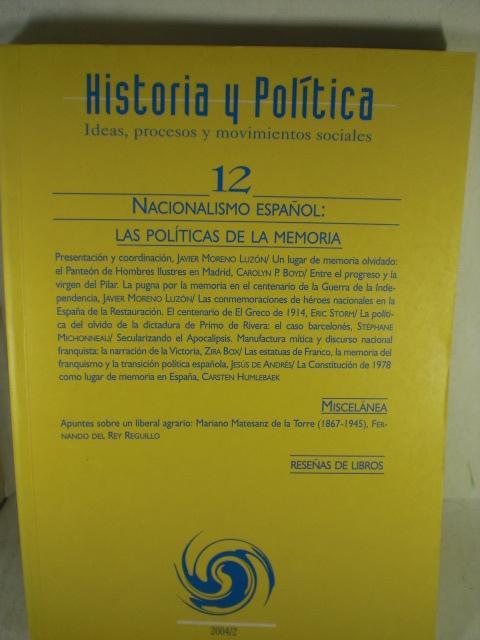 Historia y Política
Ideas, procesos y movimientos sociales
12
NACIONALISMO ESPAÑOL:
LAS POLÍTICAS DE LA MEMORIA
Presentación y coordinación, JAVIER MORENO LUZÓN/ Un lugar de memoria olvidado:
el Panteón de Hombres Ilustres en Madrid, CAROLYN P. BOYD/ Entre el progreso y la
virgen del Pilar. La pugna por la memoria en el centenario de la Guerra de la Inde-
pendencia, JAVIER MORENO LUZÓN/ Las conmemoraciones de héroes nacionales en la
España de la Restauración. El centenario de El Greco de 1914, ERIC STORM/ La políti-
ca del olvido de la dictadura de Primo de Rivera: el caso barcelonés, STÉPHANE
MICHONNEAU/ Secularizando el Apocalipsis. Manufactura mítica y discurso nacional
franquista: la narración de la Victoria, ZIRA BOX/ Las estatuas de Franco, la memoria del
franquismo y la transición política española, JESÚS DE ANDRÉS/ La Constitución de 1978
como lugar de memoria en España, CARSTEN HUMLEBAEK
MISCELÁNEA
Apuntes sobre un liberal agrario: Mariano Matesanz de la Torre (1867-1945), FER-
NANDO DEL REY REGUILLO
RESEÑAS DE LIBROS
2004/2